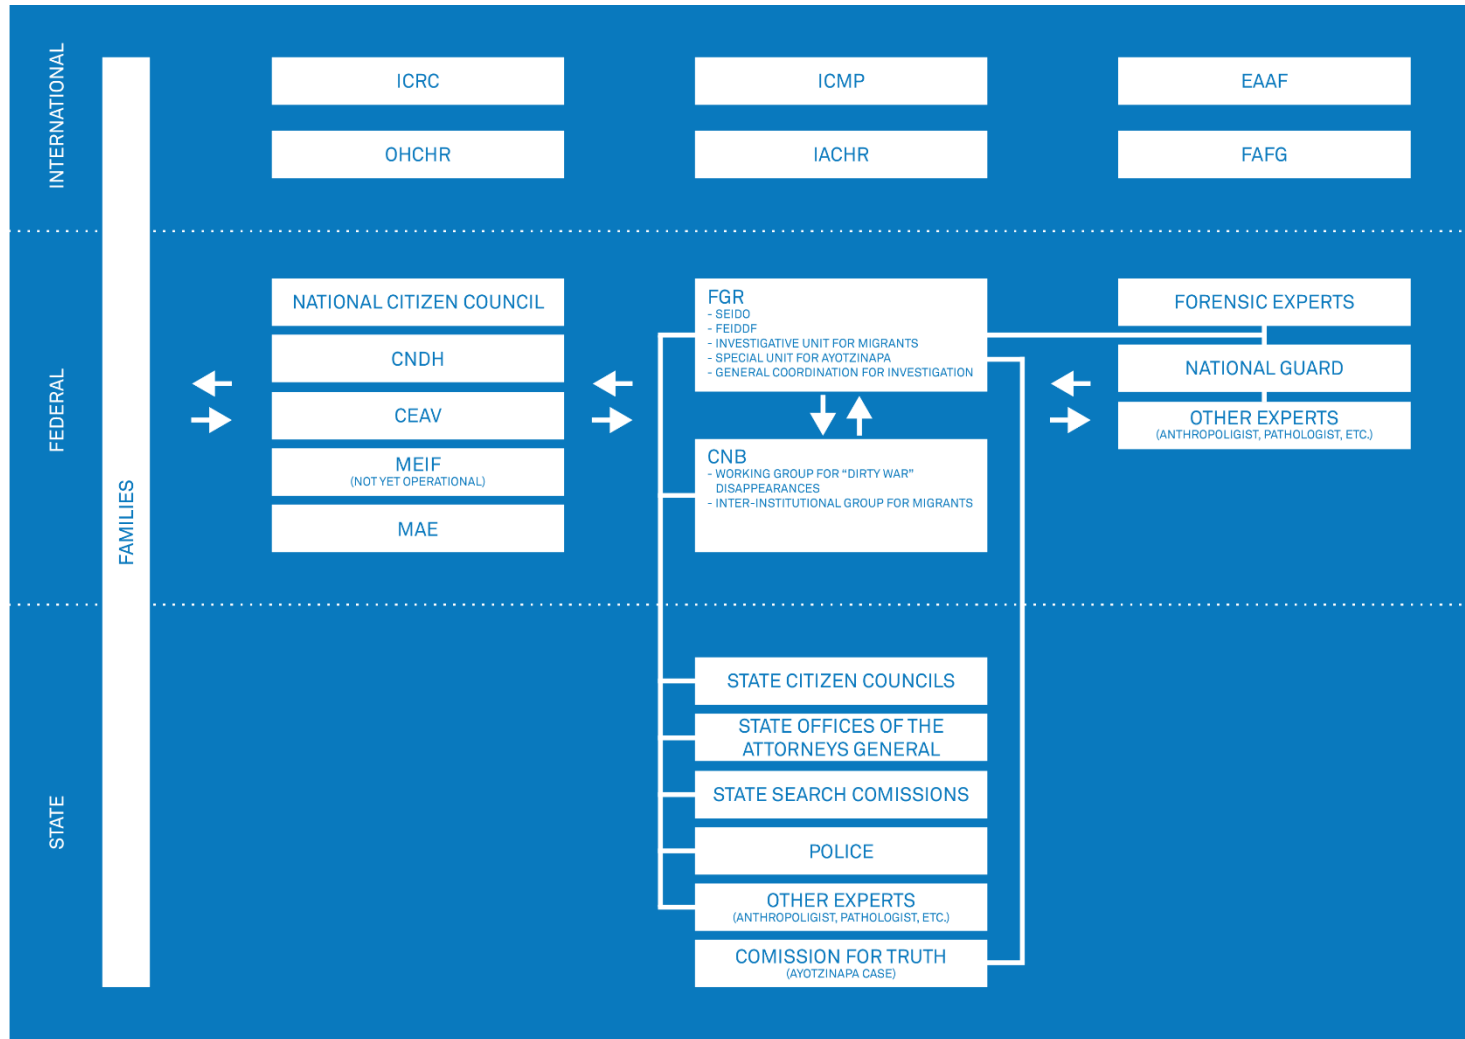 INTERNATIONAL
FAMILIES
ICRC
ICMP
EAAF
OHCHR
IACHR
FAFG
FEDERAL
NATIONAL CITIZEN COUNCIL
CNDH
CEAV
MEIF
(NOT YET OPERATIONAL)
MAE
FGR
- SEIDO
- FEIDDF
- INVESTIGATIVE UNIT FOR MIGRANTS
- SPECIAL UNIT FOR AYOTZINAPA
- GENERAL COORDINATION FOR INVESTIGATION
CNB
- WORKING GROUP FOR “DIRTY WAR”
DISAPPEARANCES
- INTER-INSTITUTIONAL GROUP FOR MIGRANTS
FORENSIC EXPERTS
NATIONAL GUARD
OTHER EXPERTS
(ANTHROPOLIGIST, PATHOLOGIST, ETC.)
STATE
STATE CITIZEN COUNCILS
STATE OFFICES OF THE
ATTORNEYS GENERAL
STATE SEARCH COMISSIONS
POLICE
OTHER EXPERTS
(ANTHROPOLIGIST, PATHOLOGIST, ETC.)
COMISSION FOR TRUTH
(AYOTZINAPA CASE)